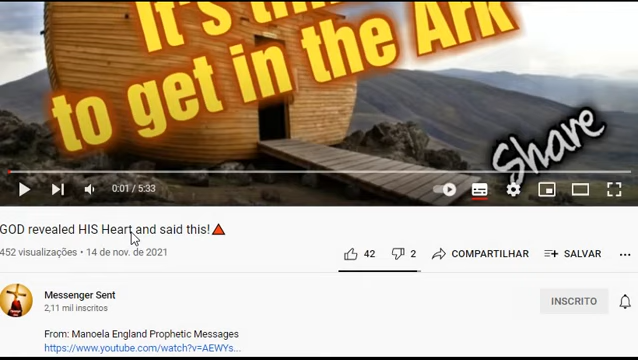 It's
to get in the Ark
Share
0:01 / 5:33
GOD revealed HIS Heart and said this!
452 visualizações • 14 de nov. de 2021
42
2
COMPARTILHAR
SALVAR
Messenger Sent
2,11 mil inscritos
INSCRITO
From: Manoela England Prophetic Messages
https://www.youtube.com/watch?v=AEWYs...